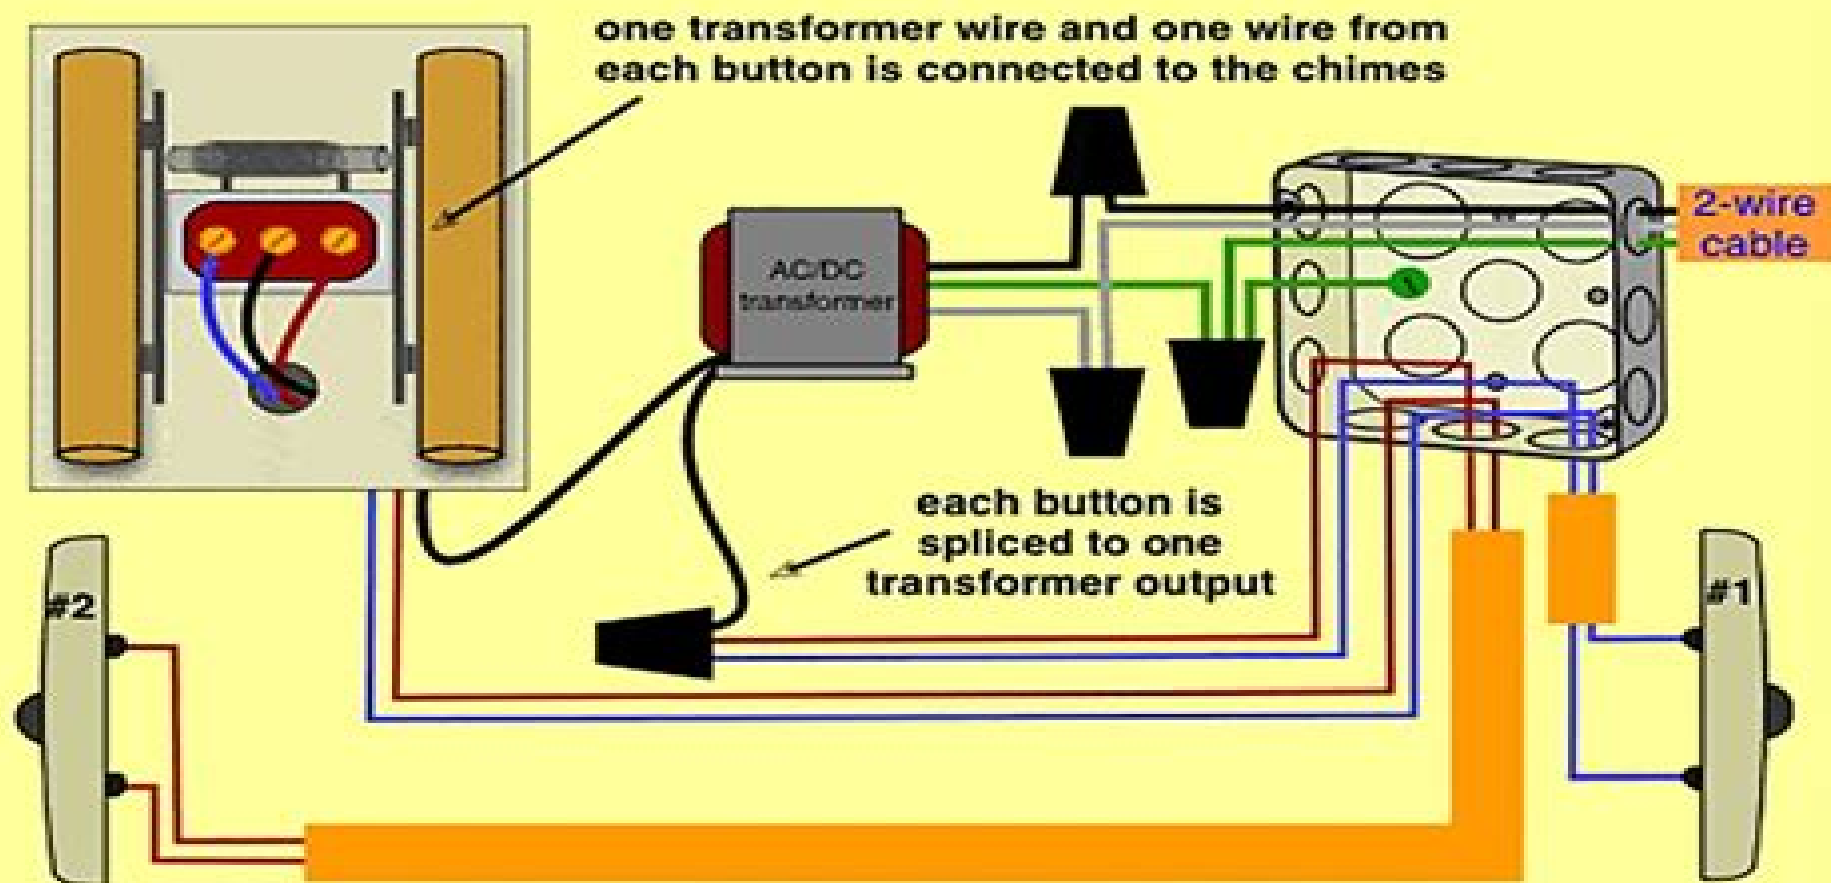 one transformer wire and one wire from
each button is connected to the chimes
2-wire
cable
AC/DC
transformer
each button is
spliced to one
transformer output
#2
#1